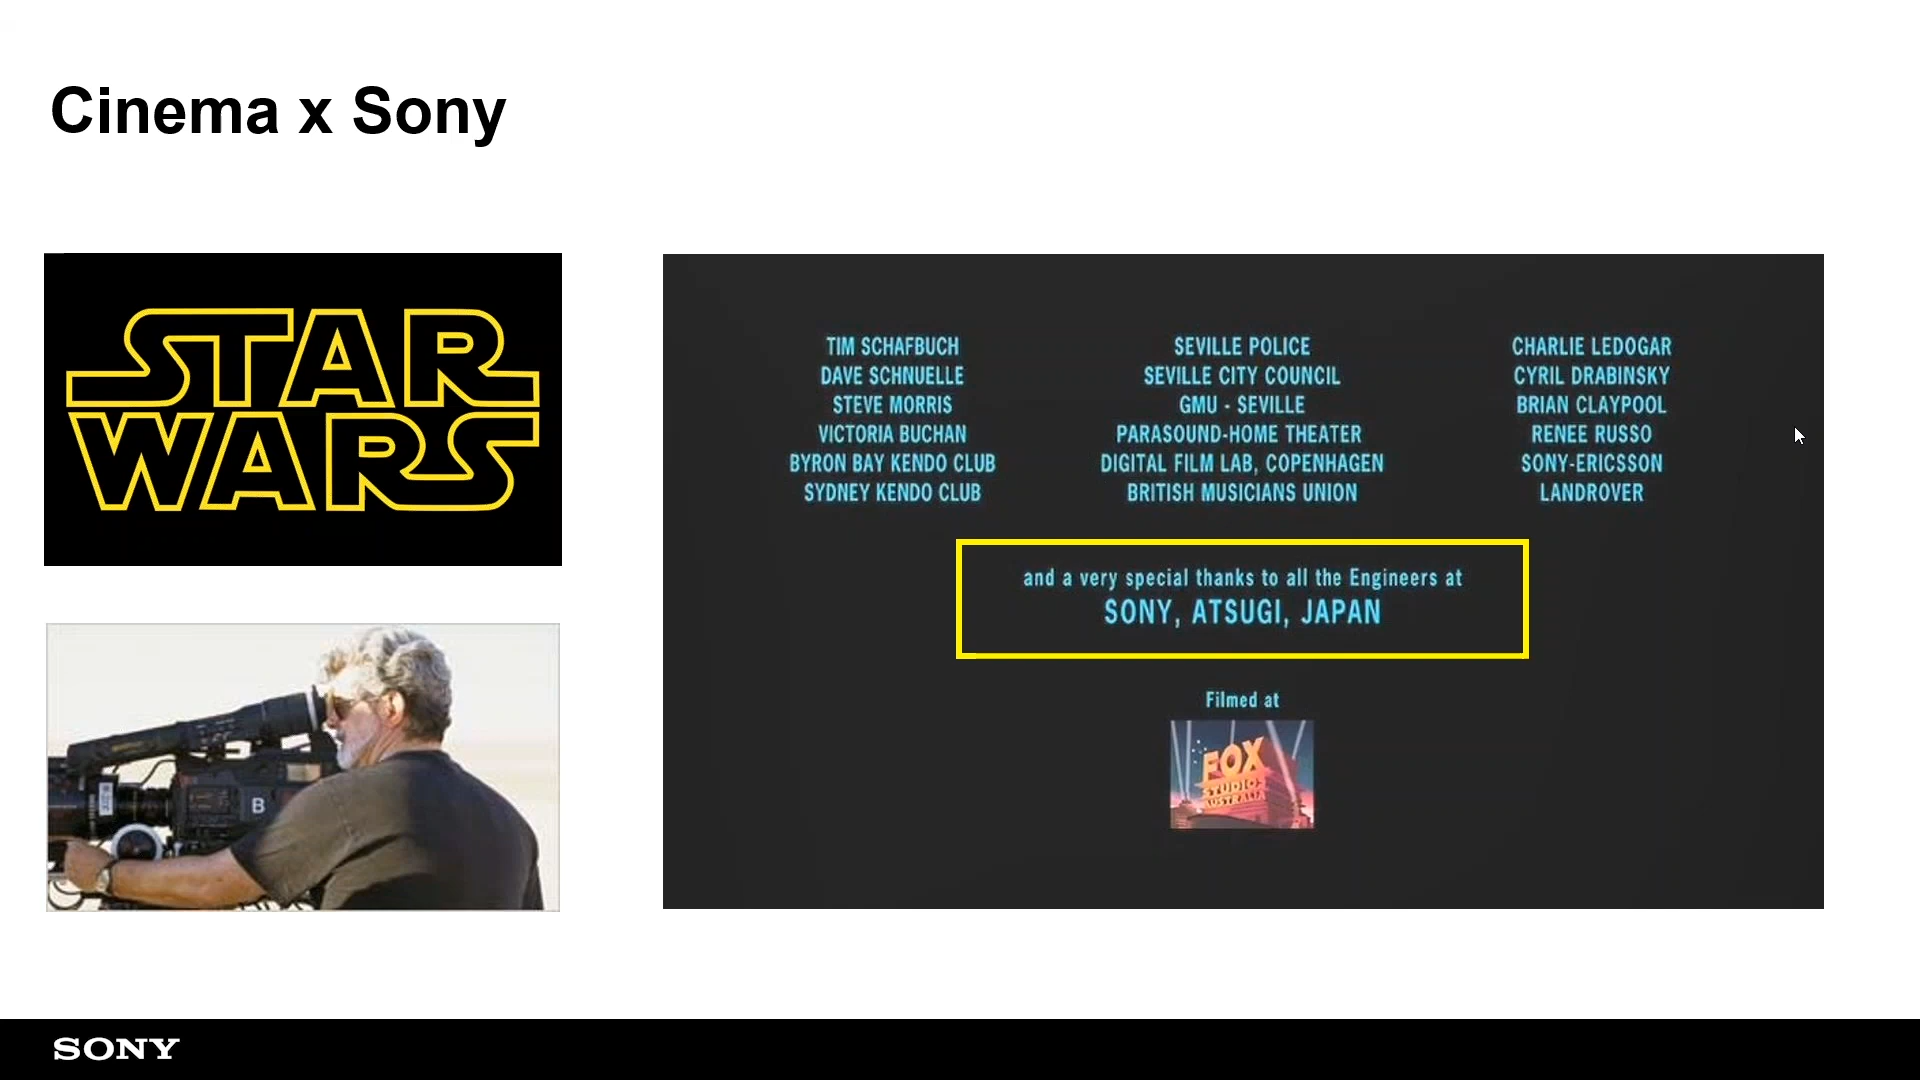 Cinema x Sony
STAR
WARS
B
TIM SCHAFBUCH
DAVE SCHNUELLE
STEVE MORRIS
VICTORIA BUCHAN
BYRON BAY KENDO CLUB
SYDNEY KENDO CLUB
SEVILLE POLICE
SEVILLE CITY COUNCIL
GMU - SEVILLE
PARASOUND-HOME THEATER
DIGITAL FILM LAB, COPENHAGEN
BRITISH MUSICIANS UNION
CHARLIE LEDOGAR
CYRIL DRABINSKY
BRIAN CLAYPOOL
RENEE RUSSO
SONY-ERICSSON
LANDROVER
and a very special thanks to all the Engineers at
SONY, ATSUGI, JAPAN
Filmed at
FOX
STUDIOS
AUSTRALIA
SONY